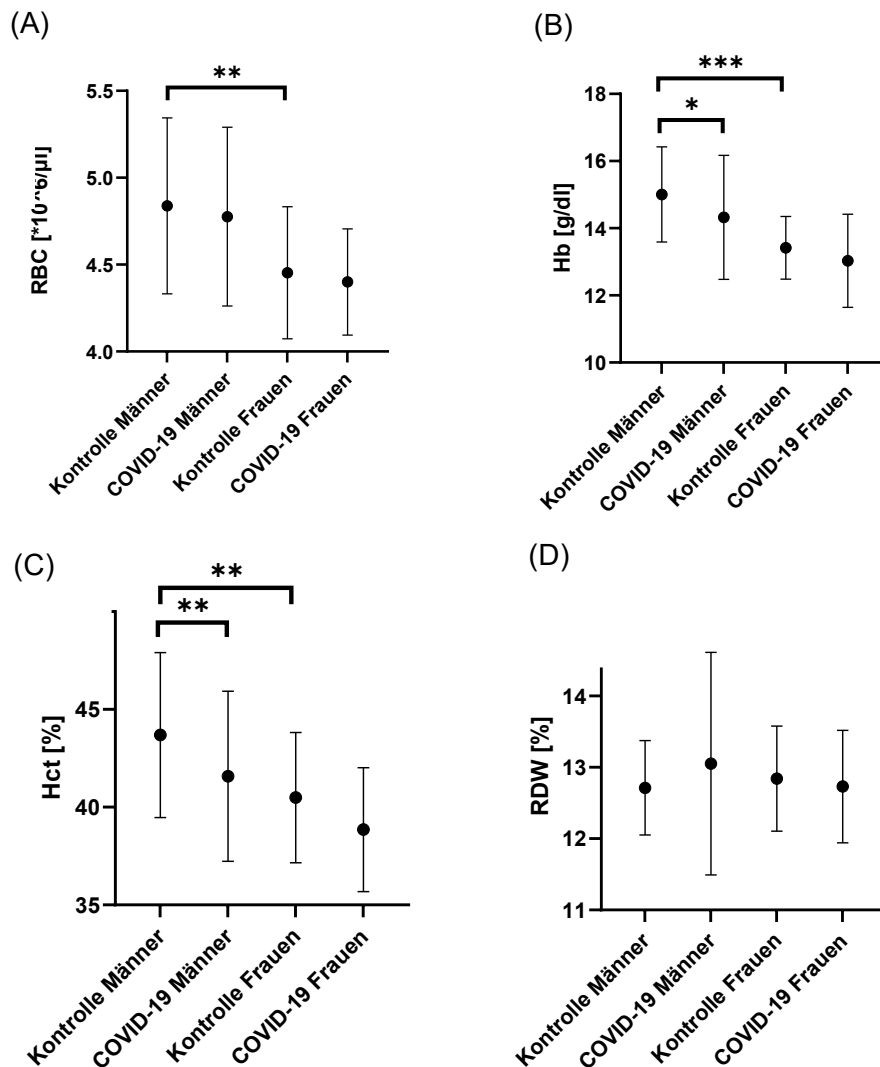 (A)
**
5.5
5.0
4.5
4.0
RBC [*10^6/µl]
Kontrolle Männer
COVID-19 Männer
Kontrolle Frauen
COVID-19 Frauen
(B)
***
*
18
16
14
12
10
Hb [g/dl]
Kontrolle Männer
COVID-19 Männer
Kontrolle Frauen
COVID-19 Frauen
(C)
**
**
45
40
35
Hct [%]
Kontrolle Männer
COVID-19 Männer
Kontrolle Frauen
COVID-19 Frauen
(D)
14
13
12
11
RDW [%]
Kontrolle Männer
COVID-19 Männer
Kontrolle Frauen
COVID-19 Frauen